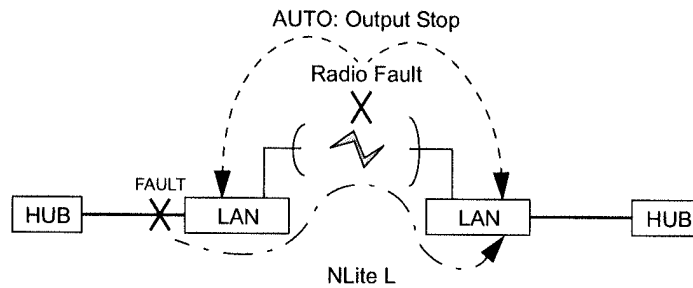 AUTO: Output Stop
Radio Fault
FAULT
HUB
LAN
LAN
HUB
NLite L